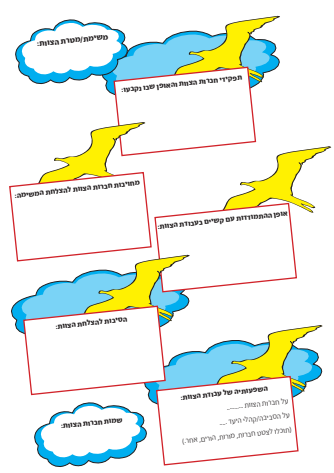 משימת/מטרת הצוות:
תפקידי חברות הצוות והאופן שבו נקבעו:
מחויבות חברות הצוות להצלחת המשימה:
אופן ההתמודדות עם קשיים בעבודת הצוות:
הסיבות להצלחת הצוות:
השפעותיה של עבודת הצוות:
על חברות הצוות ......
על הסביבה/קהלי היעד ...
(תוכלו לצטט חברות, מורות, הורים, אחר.)
שמות חברות הצוות: